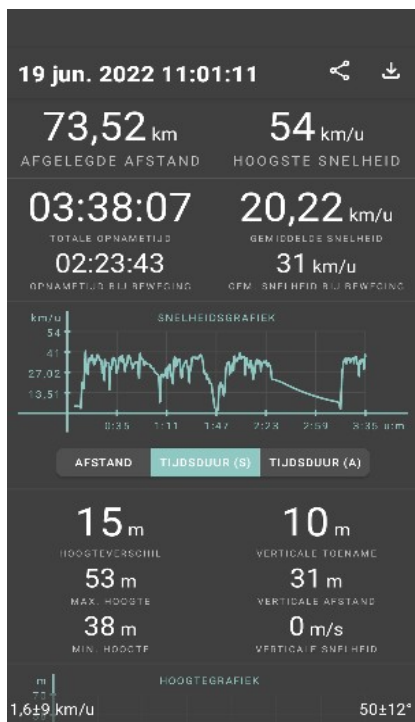 19 jun. 2022 11:01:11
73,52 km
54 km/u
AFGELEGDE AFSTAND
HOOGSTE SNELHEID
03:38:07
20,22 km/u
TOTALE OPNAMETIJD
GEMIDDELDE SNELHEID
02:23:43
31 km/u
OPNAMETIJD BIJ BEWEGING
GEM. SNELHEID BIJ BEWEGING
km/u
SNELHEIDSGRAFIEK
54
41
27.02
13.51
0:35 1:11 1:47 2:23 2:59 3:35 u:m
AFSTAND
TIJDSDUUR (S)
TIJDSDUUR (A)
15 m
10 m
HOOGTEVERSCHIL
VERTICALE TOENAME
53 m
31 m
MAX. HOOGTE
VERTICALE AFSTAND
38 m
0 m/s
MIN. HOOGTE
VERTICALE SNELHEID
m
HOOGTEGRAFIEK
70
1,6±9 km/u
50±12°